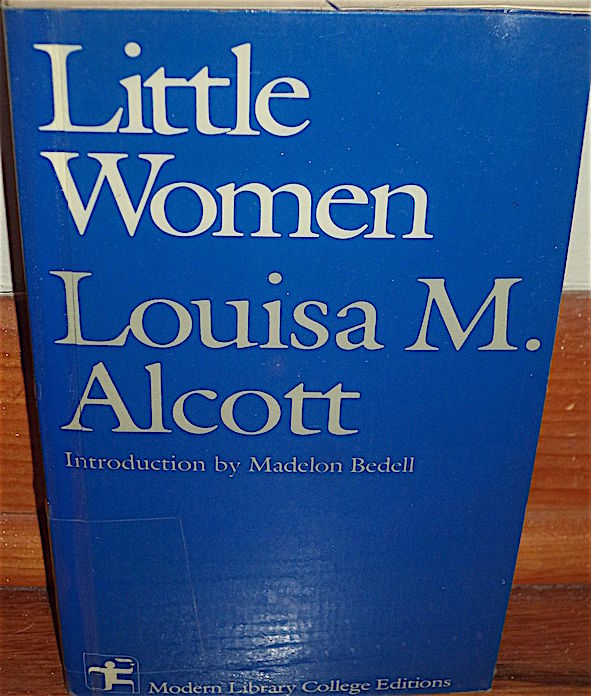 Little
Women
Louisa M.
Alcott
Introduction by Madelon Bedell
Modern Library College Editions